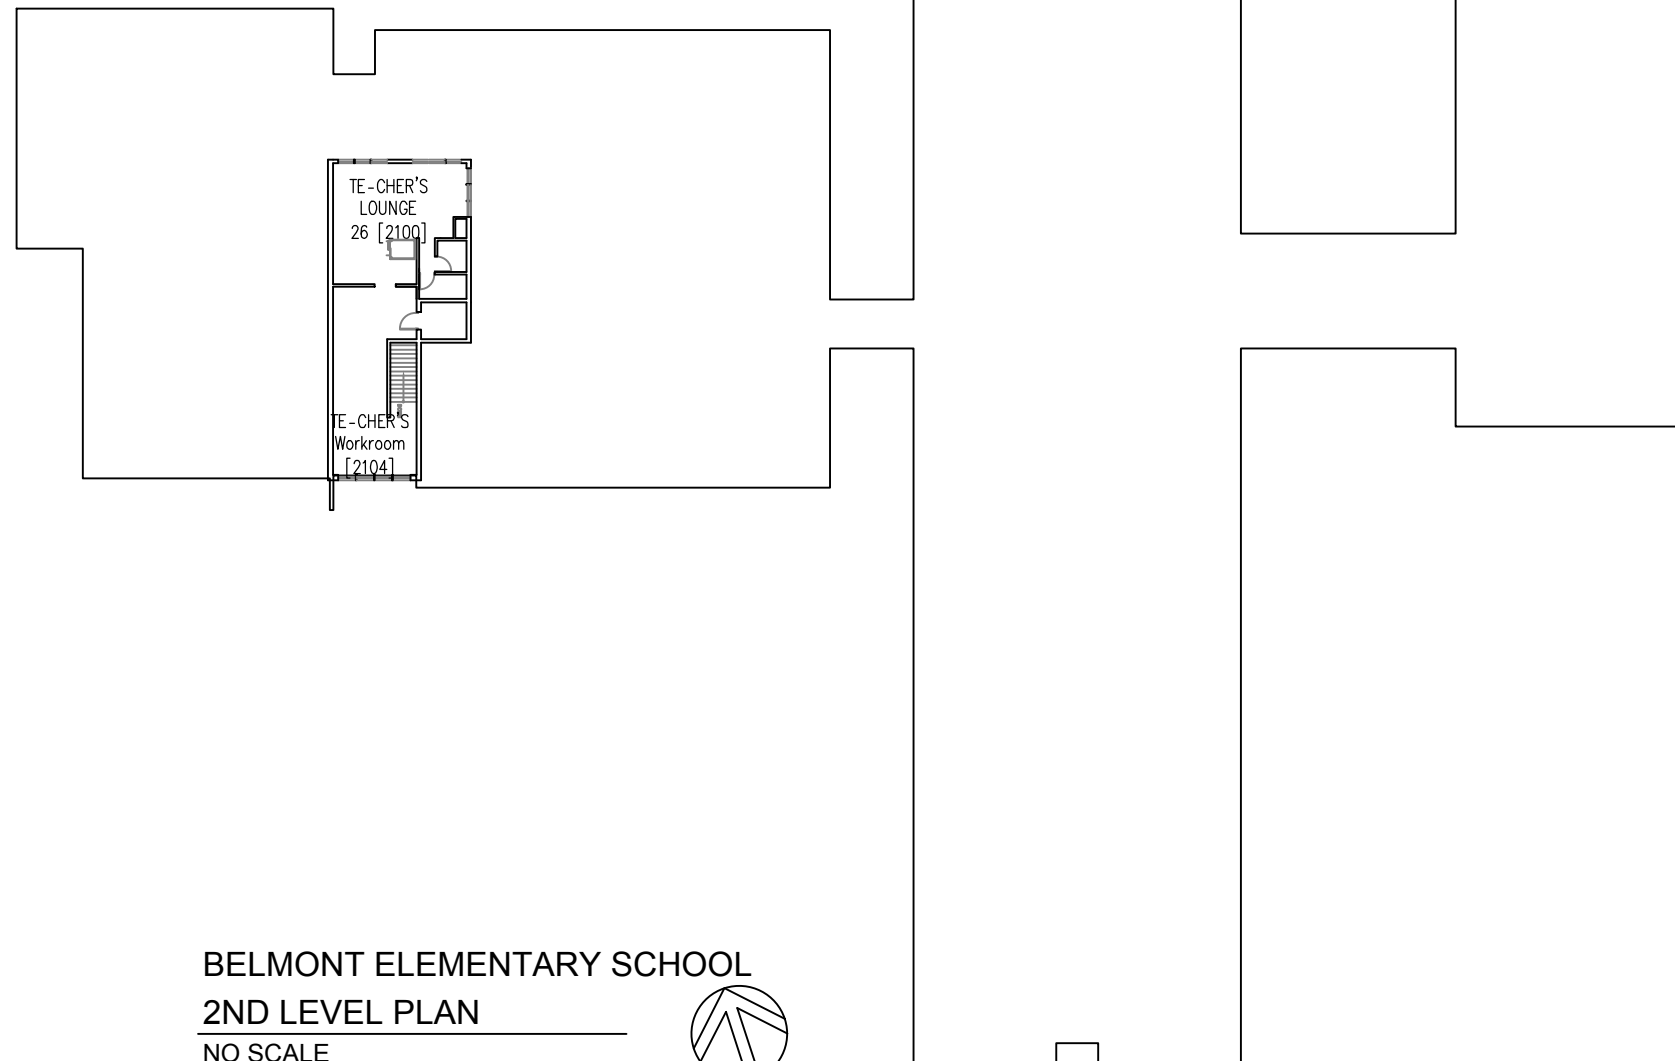 TE-CHER'S
LOUNGE
26 [2100]
TE-CHER'S
Workroom
[2104]
BELMONT ELEMENTARY SCHOOL
2ND LEVEL PLAN
NO SCALE